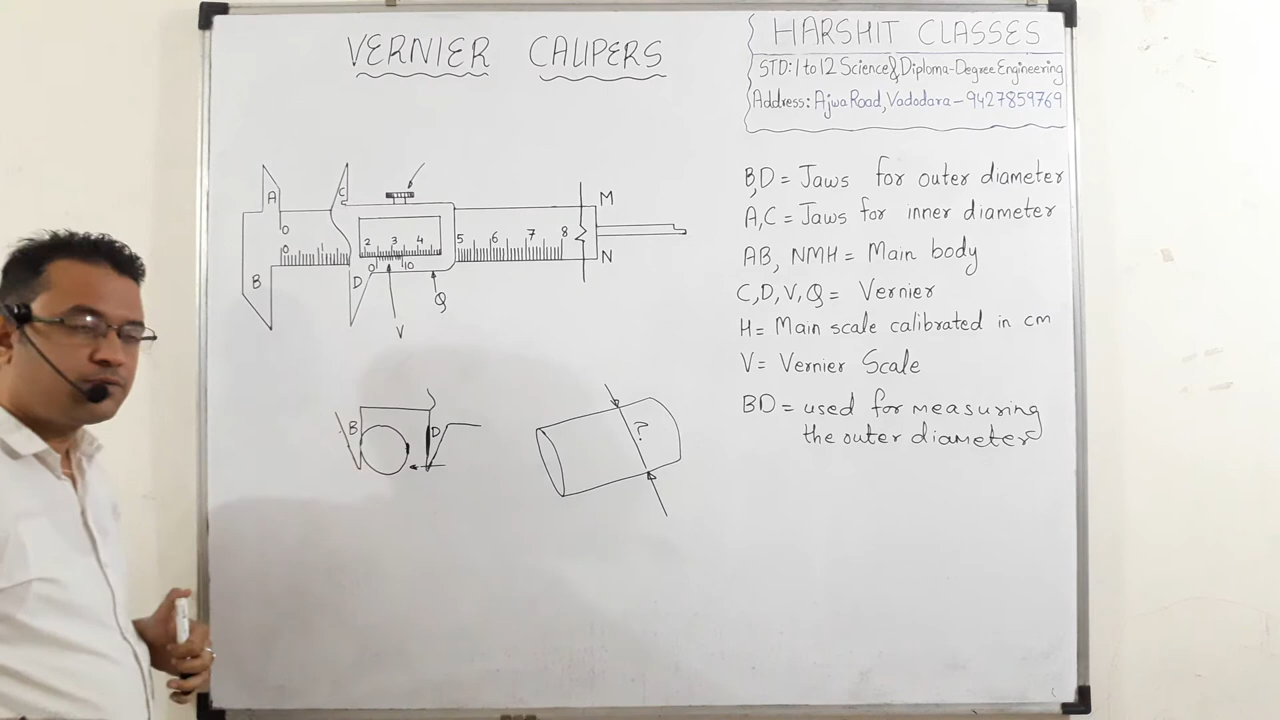 VERNIER CALIPERS
HARSHIT CLASSES
STD: 1 to 12 Science & Diploma-Degree Engineering
Address: Ajwa Road, Vadodara - 9427859769
B,D = Jaws for outer diameter
A,C = Jaws for inner diameter
AB, NMH = Main body
C,D,V,Q = Vernier
H = Main scale calibrated in cm
V = Vernier Scale
BD = used for measuring
the outer diameter
A
C
M
0
0 1 2 3 4 5 6 7 8
N
B
D
0 10
Q
V
B
D
?